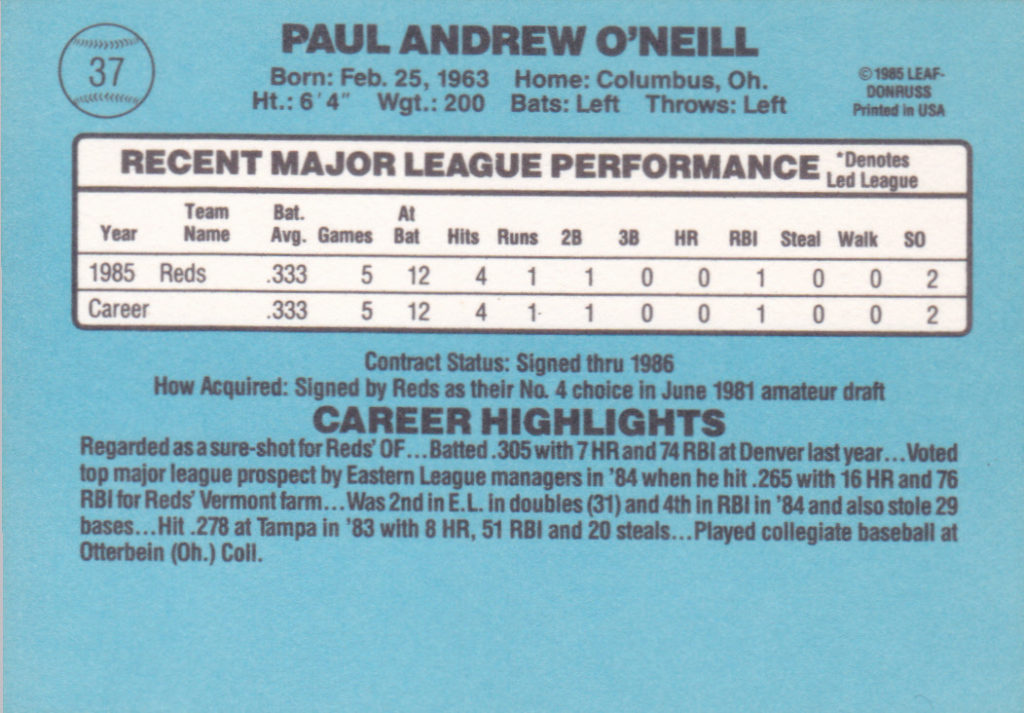 37
PAUL ANDREW O'NEILL
Born: Feb. 25, 1963 Home: Columbus, Oh.
Ht.: 6'4" Wgt.: 200 Bats: Left Throws: Left
©1985 LEAF-
DONRUSS
Printed in USA
RECENT MAJOR LEAGUE PERFORMANCE
*Denotes
Led League
Year Team Name Bat. Avg. Games At Bat Hits Runs 2B 3B HR RBI Steal Walk SO
1985 Reds .333 5 12 4 1 1 0 0 1 0 0 2
Career .333 5 12 4 1 1 0 0 1 0 0 2
Contract Status: Signed thru 1986
How Acquired: Signed by Reds as their No. 4 choice in June 1981 amateur draft
CAREER HIGHLIGHTS
Regarded as a sure-shot for Reds' OF...Batted .305 with 7 HR and 74 RBI at Denver last year...Voted
top major league prospect by Eastern League managers in '84 when he hit .265 with 16 HR and 76
RBI for Reds' Vermont farm...Was 2nd in E.L. in doubles (31) and 4th in RBI in '84 and also stole 29
bases...Hit .278 at Tampa in '83 with 8 HR, 51 RBI and 20 steals...Played collegiate baseball at
Otterbein (Oh.) Coll.